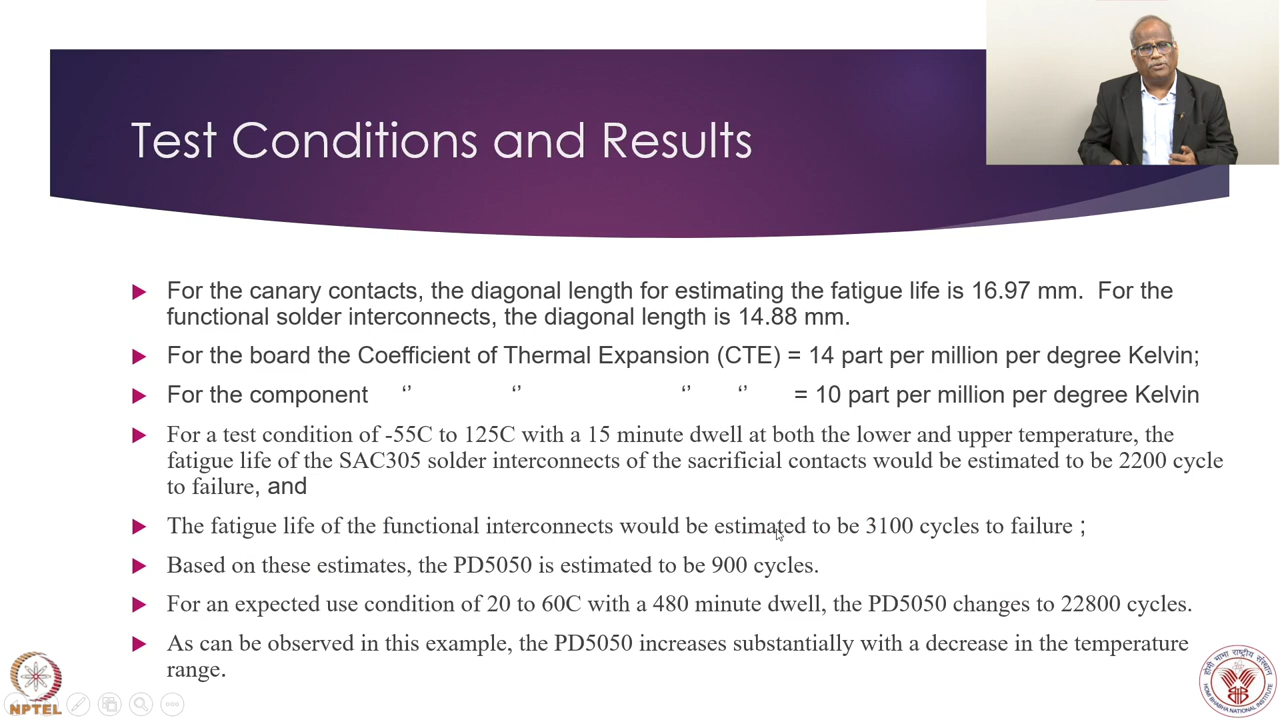 Test Conditions and Results
For the canary contacts, the diagonal length for estimating the fatigue life is 16.97 mm. For the
functional solder interconnects, the diagonal length is 14.88 mm.
For the board the Coefficient of Thermal Expansion (CTE) = 14 part per million per degree Kelvin;
For the component ‘’ ‘’ ‘’ ‘’ = 10 part per million per degree Kelvin
For a test condition of -55C to 125C with a 15 minute dwell at both the lower and upper temperature, the
fatigue life of the SAC305 solder interconnects of the sacrificial contacts would be estimated to be 2200 cycle
to failure, and
The fatigue life of the functional interconnects would be estimated to be 3100 cycles to failure ;
Based on these estimates, the PD5050 is estimated to be 900 cycles.
For an expected use condition of 20 to 60C with a 480 minute dwell, the PD5050 changes to 22800 cycles.
As can be observed in this example, the PD5050 increases substantially with a decrease in the temperature
range.
NPTEL
होमी भाभा राष्ट्रीय संस्थान
HOMI BHABHA NATIONAL INSTITUTE